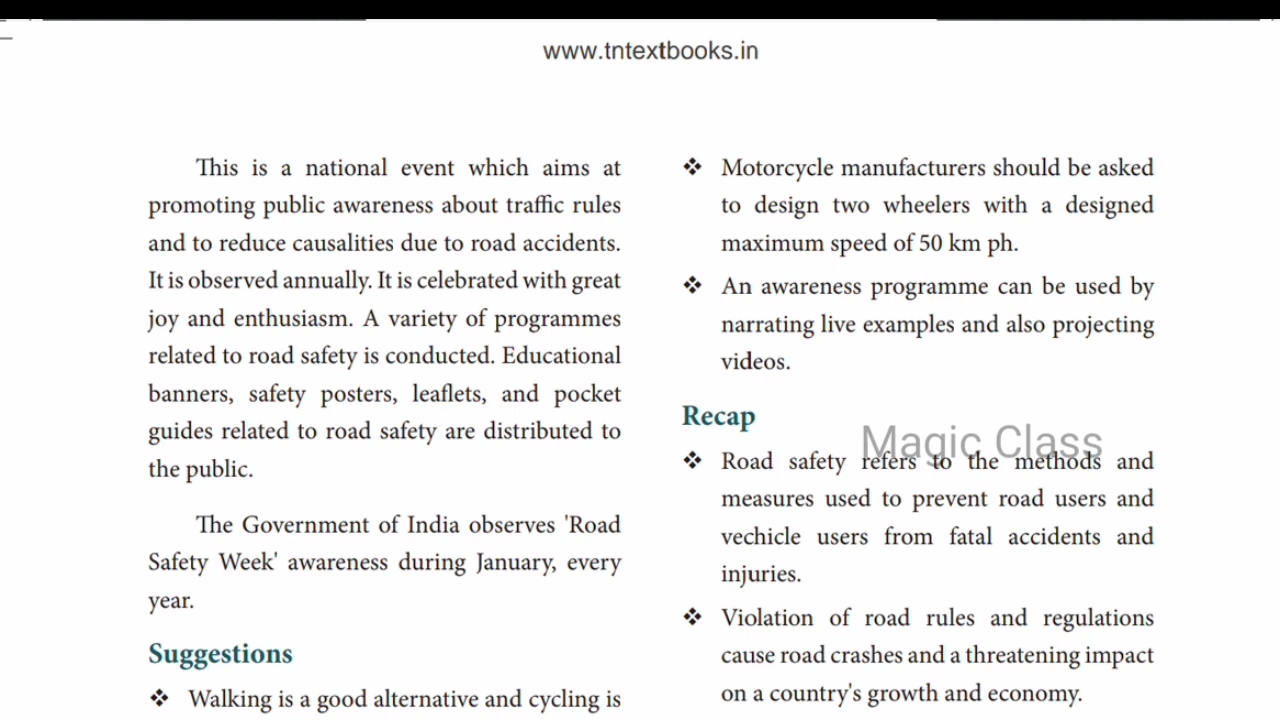 www.tntextbooks.in
This is a national event which aims at
promoting public awareness about traffic rules
and to reduce causalities due to road accidents.
It is observed annually. It is celebrated with great
joy and enthusiasm. A variety of programmes
related to road safety is conducted. Educational
banners, safety posters, leaflets, and pocket
guides related to road safety are distributed to
the public.
The Government of India observes 'Road
Safety Week' awareness during January, every
year.
Suggestions
❖ Walking is a good alternative and cycling is
❖ Motorcycle manufacturers should be asked
to design two wheelers with a designed
maximum speed of 50 km ph.
❖ An awareness programme can be used by
narrating live examples and also projecting
videos.
Recap
Magic Class
❖ Road safety refers to the methods and
measures used to prevent road users and
vechicle users from fatal accidents and
injuries.
❖ Violation of road rules and regulations
cause road crashes and a threatening impact
on a country's growth and economy.